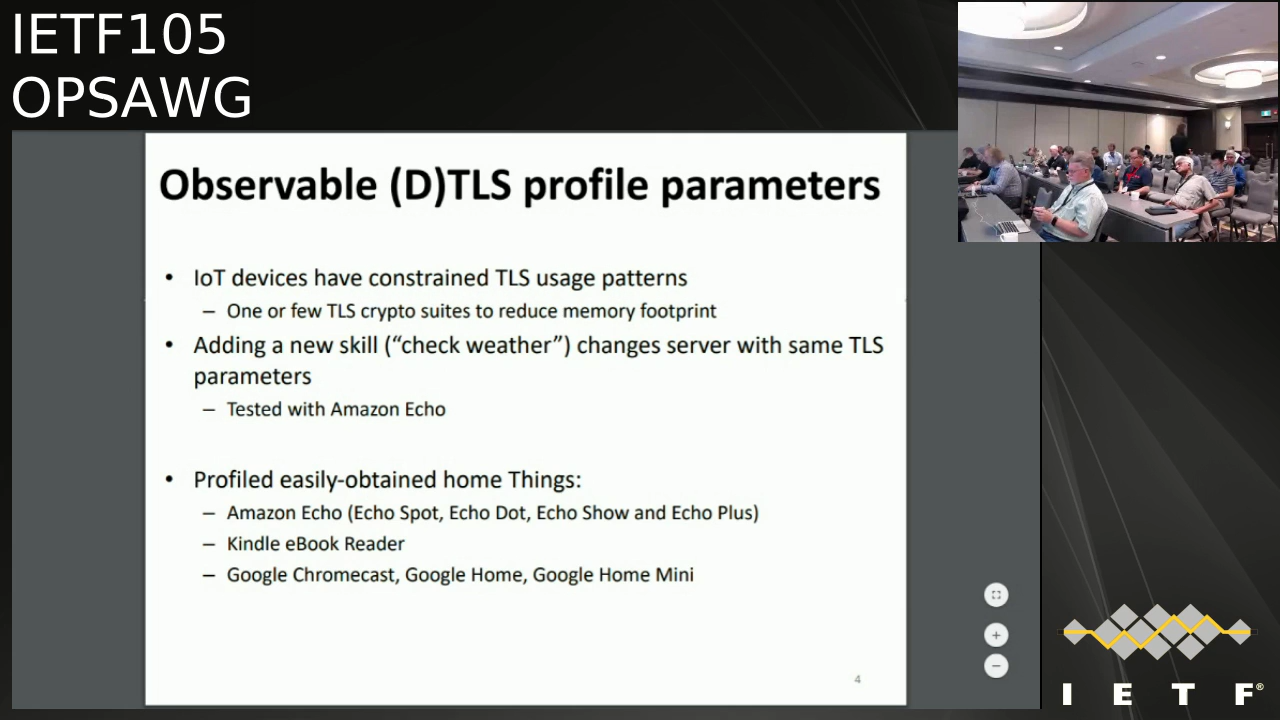 IETF105
OPSAWG
Observable (D)TLS profile parameters
• IoT devices have constrained TLS usage patterns
– One or few TLS crypto suites to reduce memory footprint
• Adding a new skill (“check weather”) changes server with same TLS
parameters
– Tested with Amazon Echo
• Profiled easily-obtained home Things:
– Amazon Echo (Echo Spot, Echo Dot, Echo Show and Echo Plus)
– Kindle eBook Reader
– Google Chromecast, Google Home, Google Home Mini
4
I E T F®